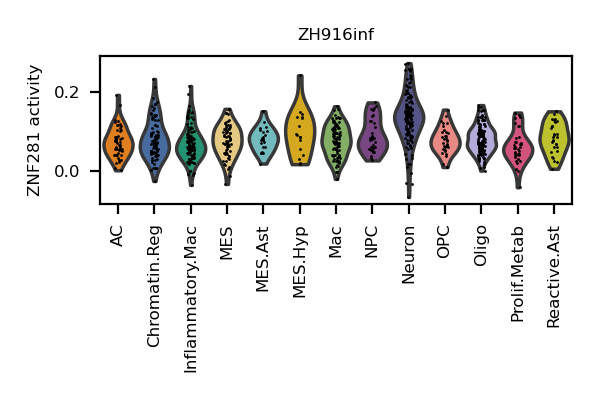 ZH916inf
ZNF281 activity
0.2
0.0
AC
Chromatin.Reg
Inflammatory.Mac
MES
MES.Ast
MES.Hyp
Mac
NPC
Neuron
OPC
Oligo
Prolif.Metab
Reactive.Ast